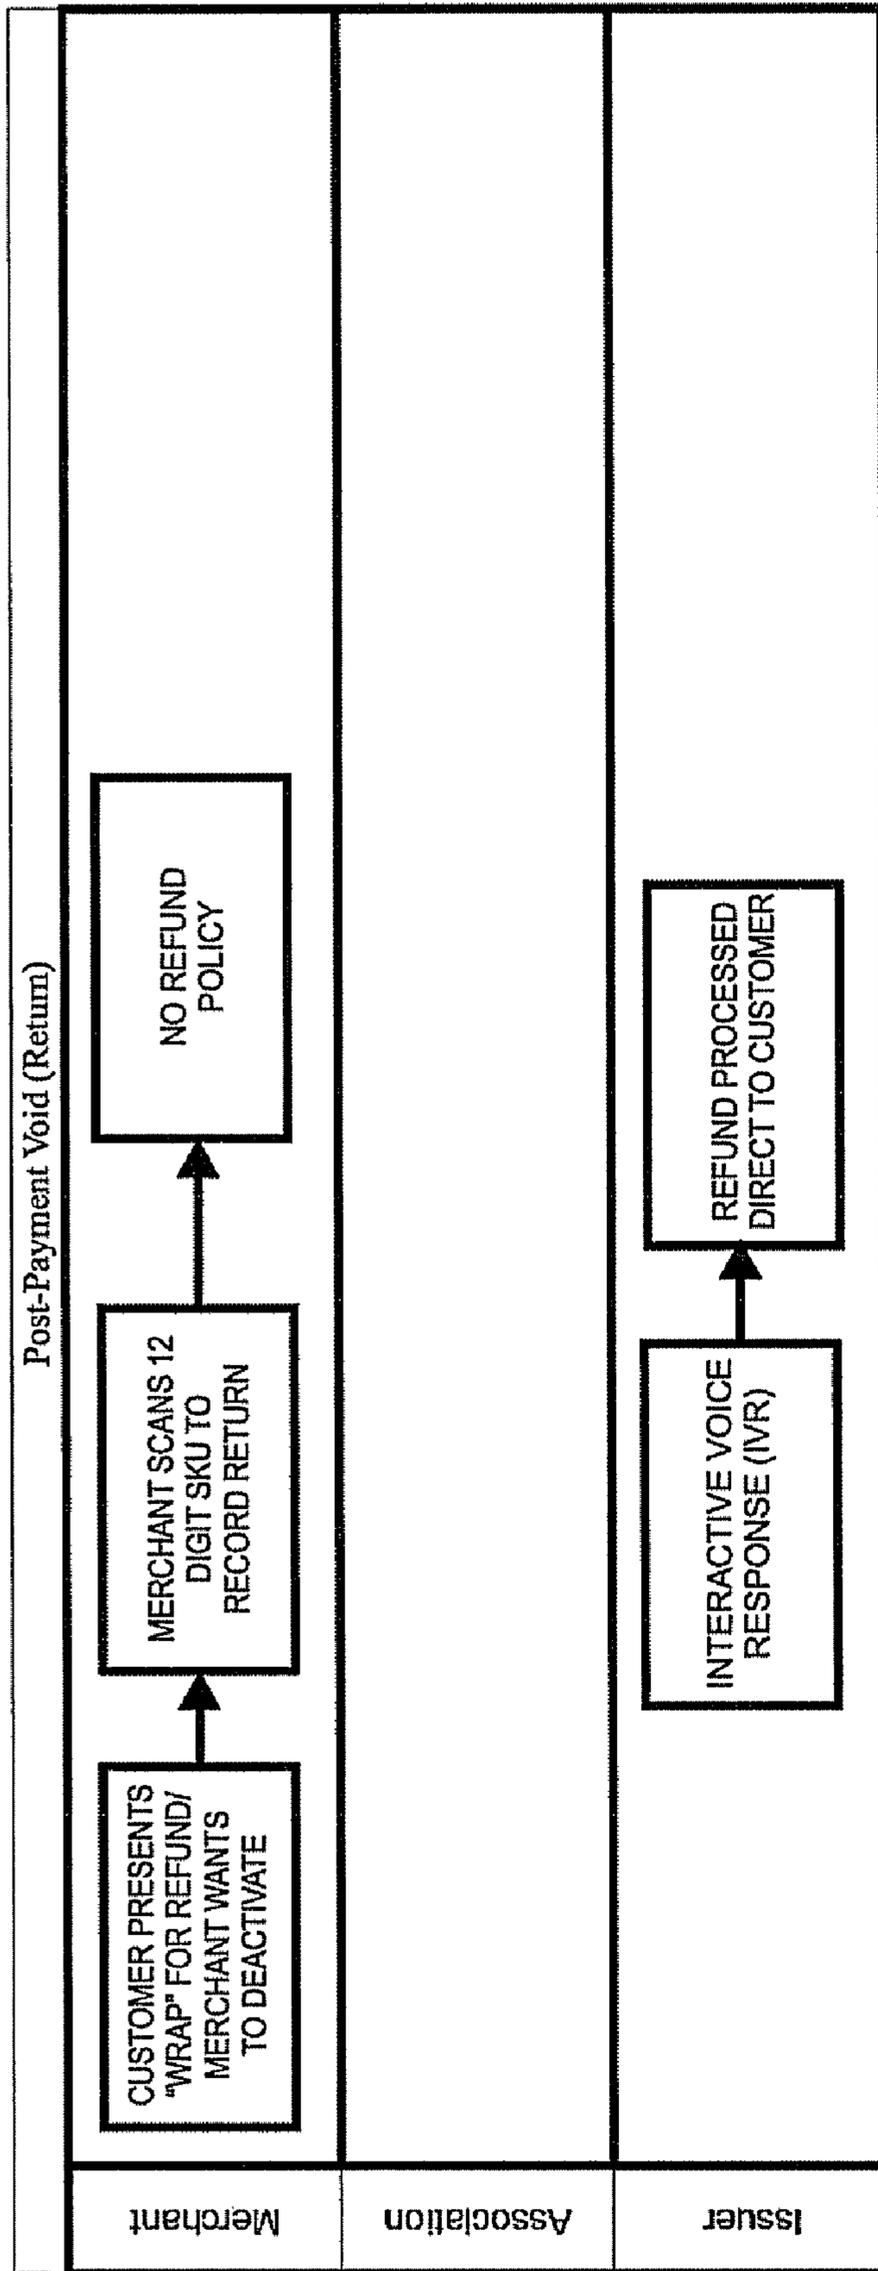 Post-Payment Void (Return)
Merchant
CUSTOMER PRESENTS
"WRAP" FOR REFUND/
MERCHANT WANTS
TO DEACTIVATE
MERCHANT SCANS 12
DIGIT SKU TO
RECORD RETURN
NO REFUND
POLICY
Association
Issuer
INTERACTIVE VOICE
RESPONSE (IVR)
REFUND PROCESSED
DIRECT TO CUSTOMER